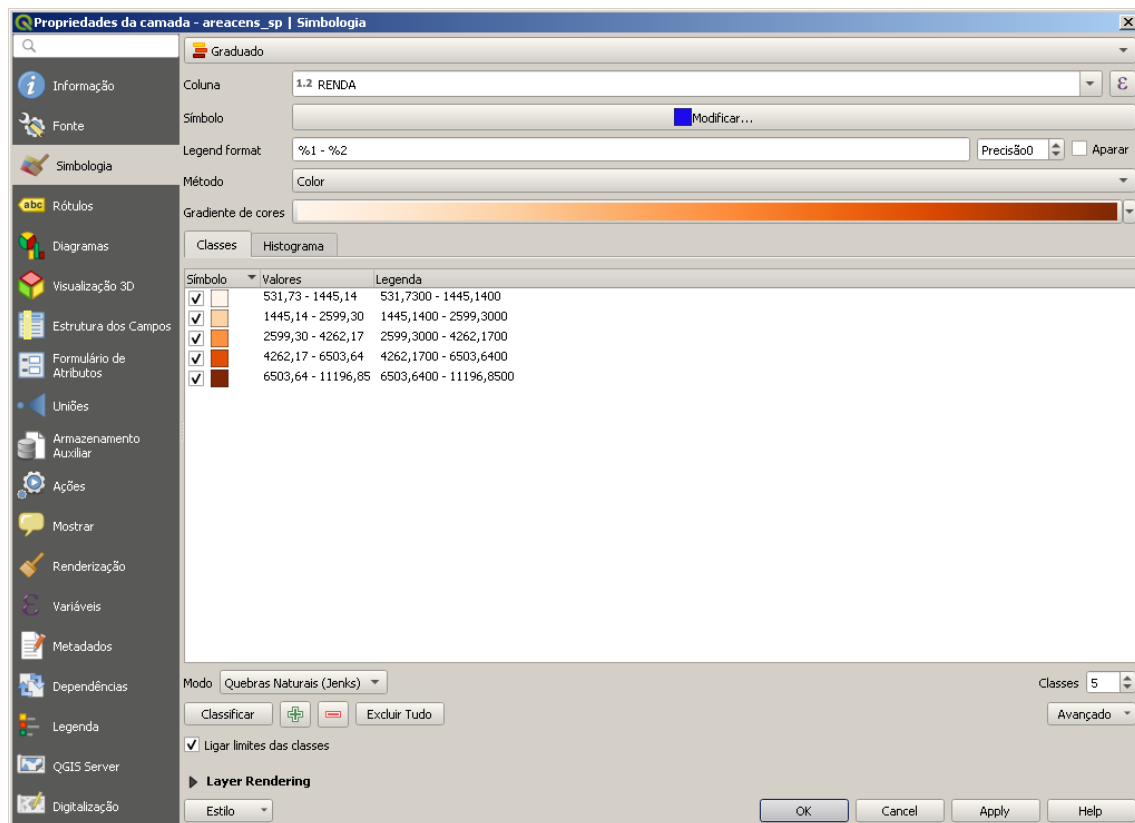 Propriedades da camada - areacens_sp | Simbologia
Graduado
Informação
Fonte
Simbologia
abc Rótulos
Diagramas
Visualização 3D
Estrutura dos Campos
Formulário de
Atributos
Uniões
Armazenamento
Auxiliar
Ações
Mostrar
Renderização
Variáveis
Metadados
Dependências
Legenda
QGIS Server
Digitalização
Coluna 1.2 RENDA ε
Símbolo Modificar...
Legend format %1 - %2 Precisão0 Aparar
Método Color
Gradiente de cores
Classes Histograma
Símbolo Valores Legenda
531,73 - 1445,14 531,7300 - 1445,1400
1445,14 - 2599,30 1445,1400 - 2599,3000
2599,30 - 4262,17 2599,3000 - 4262,1700
4262,17 - 6503,64 4262,1700 - 6503,6400
6503,64 - 11196,85 6503,6400 - 11196,8500
Modo Quebras Naturais (Jenks) Classes 5
Classificar Excluir Tudo Avançado
Ligar limites das classes
Layer Rendering
Estilo OK Cancel Apply Help